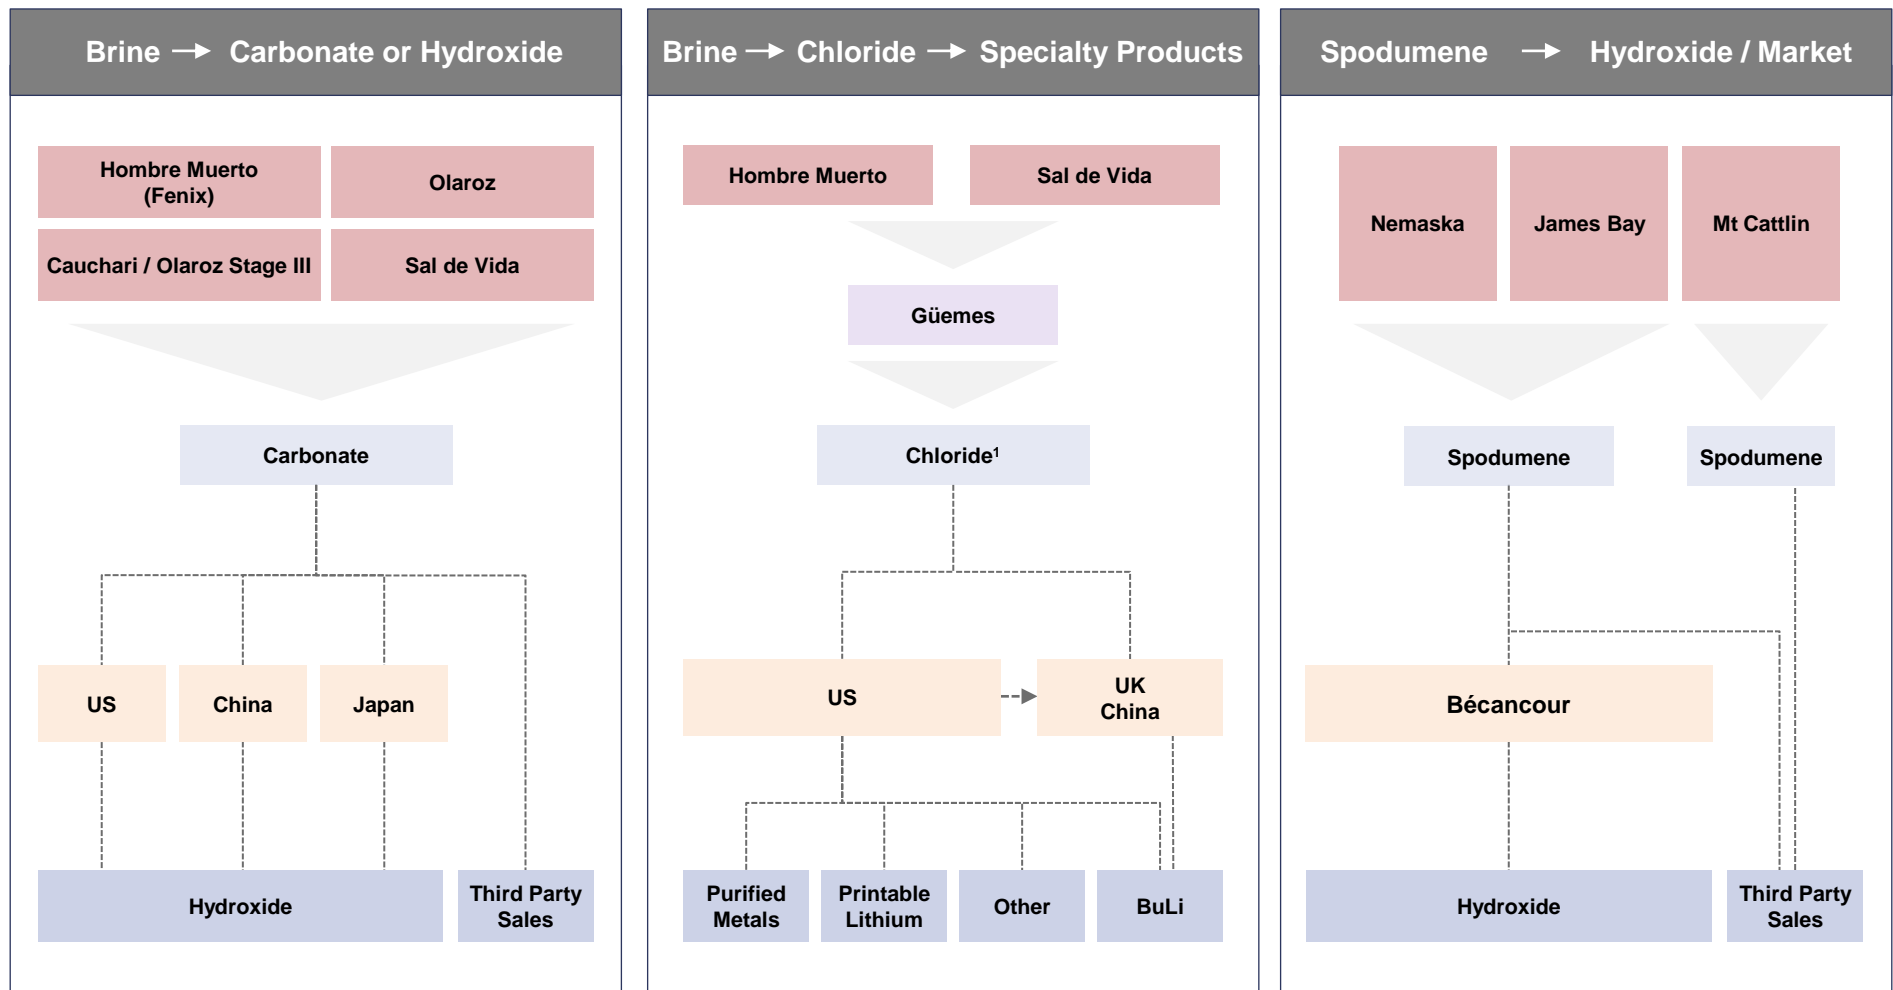 Brine → Carbonate or Hydroxide
Hombre Muerto
(Fenix)
Olaroz
Cauchari / Olaroz Stage III
Sal de Vida
Carbonate
US
China
Japan
Hydroxide
Third Party
Sales
Brine → Chloride → Specialty Products
Hombre Muerto
Sal de Vida
Güemes
Chloride¹
US
UK
China
Purified
Metals
Printable
Lithium
Other
BuLi
Spodumene → Hydroxide / Market
Nemaska
James Bay
Mt Cattlin
Spodumene
Spodumene
Bécancour
Hydroxide
Third Party
Sales